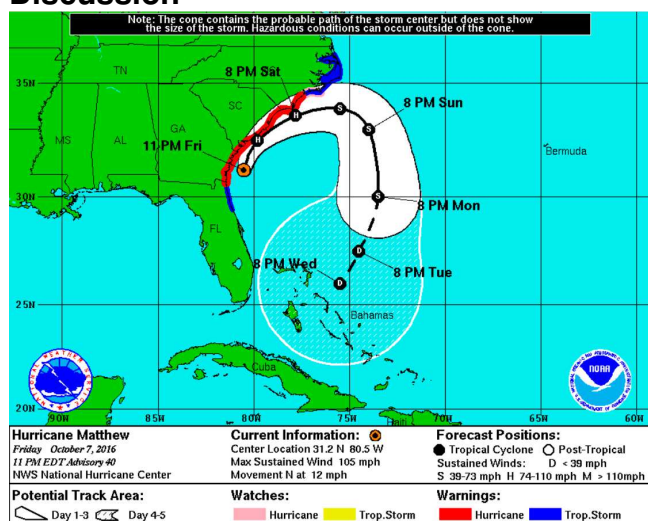 Discussion
Note: The cone contains the probable path of the storm center but does not show
the size of the storm. Hazardous conditions can occur outside of the cone.
35N
TN
8 PM Sat
SC
8 PM Sun
MS
AL
GA
11 PM Fri
Bermuda
30N
FL
8 PM Mon
8 PM Wed
8 PM Tue
25N
Bahamas
Cuba
NATIONAL WEATHER SERVICE
NOAA
20N
Haiti
90W
85W
80W
75W
70W
65W
60W
H
H
S
S
S
D
D
Hurricane Matthew
Friday October 7, 2016
11 PM EDT Advisory 40
NWS National Hurricane Center
Current Information:
Center Location 31.2 N 80.5 W
Max Sustained Wind 105 mph
Movement N at 12 mph
Forecast Positions:
Tropical Cyclone Post-Tropical
Sustained Winds: D < 39 mph
S 39-73 mph H 74-110 mph M > 110mph
Potential Track Area:
Day 1-3 Day 4-5
Watches:
Hurricane Trop.Storm
Warnings:
Hurricane Trop.Storm